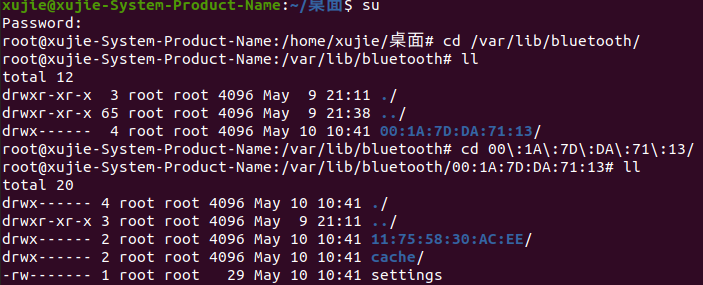 xujie@xujie-System-Product-Name:~/桌面$ su
Password:
root@xujie-System-Product-Name:/home/xujie/桌面# cd /var/lib/bluetooth/
root@xujie-System-Product-Name:/var/lib/bluetooth# ll
total 12
drwxr-xr-x  3 root root 4096 May  9 21:11 ./
drwxr-xr-x 65 root root 4096 May  9 21:38 ../
drwx------  4 root root 4096 May 10 10:41 00:1A:7D:DA:71:13/
root@xujie-System-Product-Name:/var/lib/bluetooth# cd 00\:1A\:7D\:DA\:71\:13/
root@xujie-System-Product-Name:/var/lib/bluetooth/00:1A:7D:DA:71:13# ll
total 20
drwx------ 4 root root 4096 May 10 10:41 ./
drwxr-xr-x 3 root root 4096 May  9 21:11 ../
drwx------ 2 root root 4096 May 10 10:41 11:75:58:30:AC:EE/
drwx------ 2 root root 4096 May 10 10:41 cache/
-rw------- 1 root root   29 May 10 10:41 settings